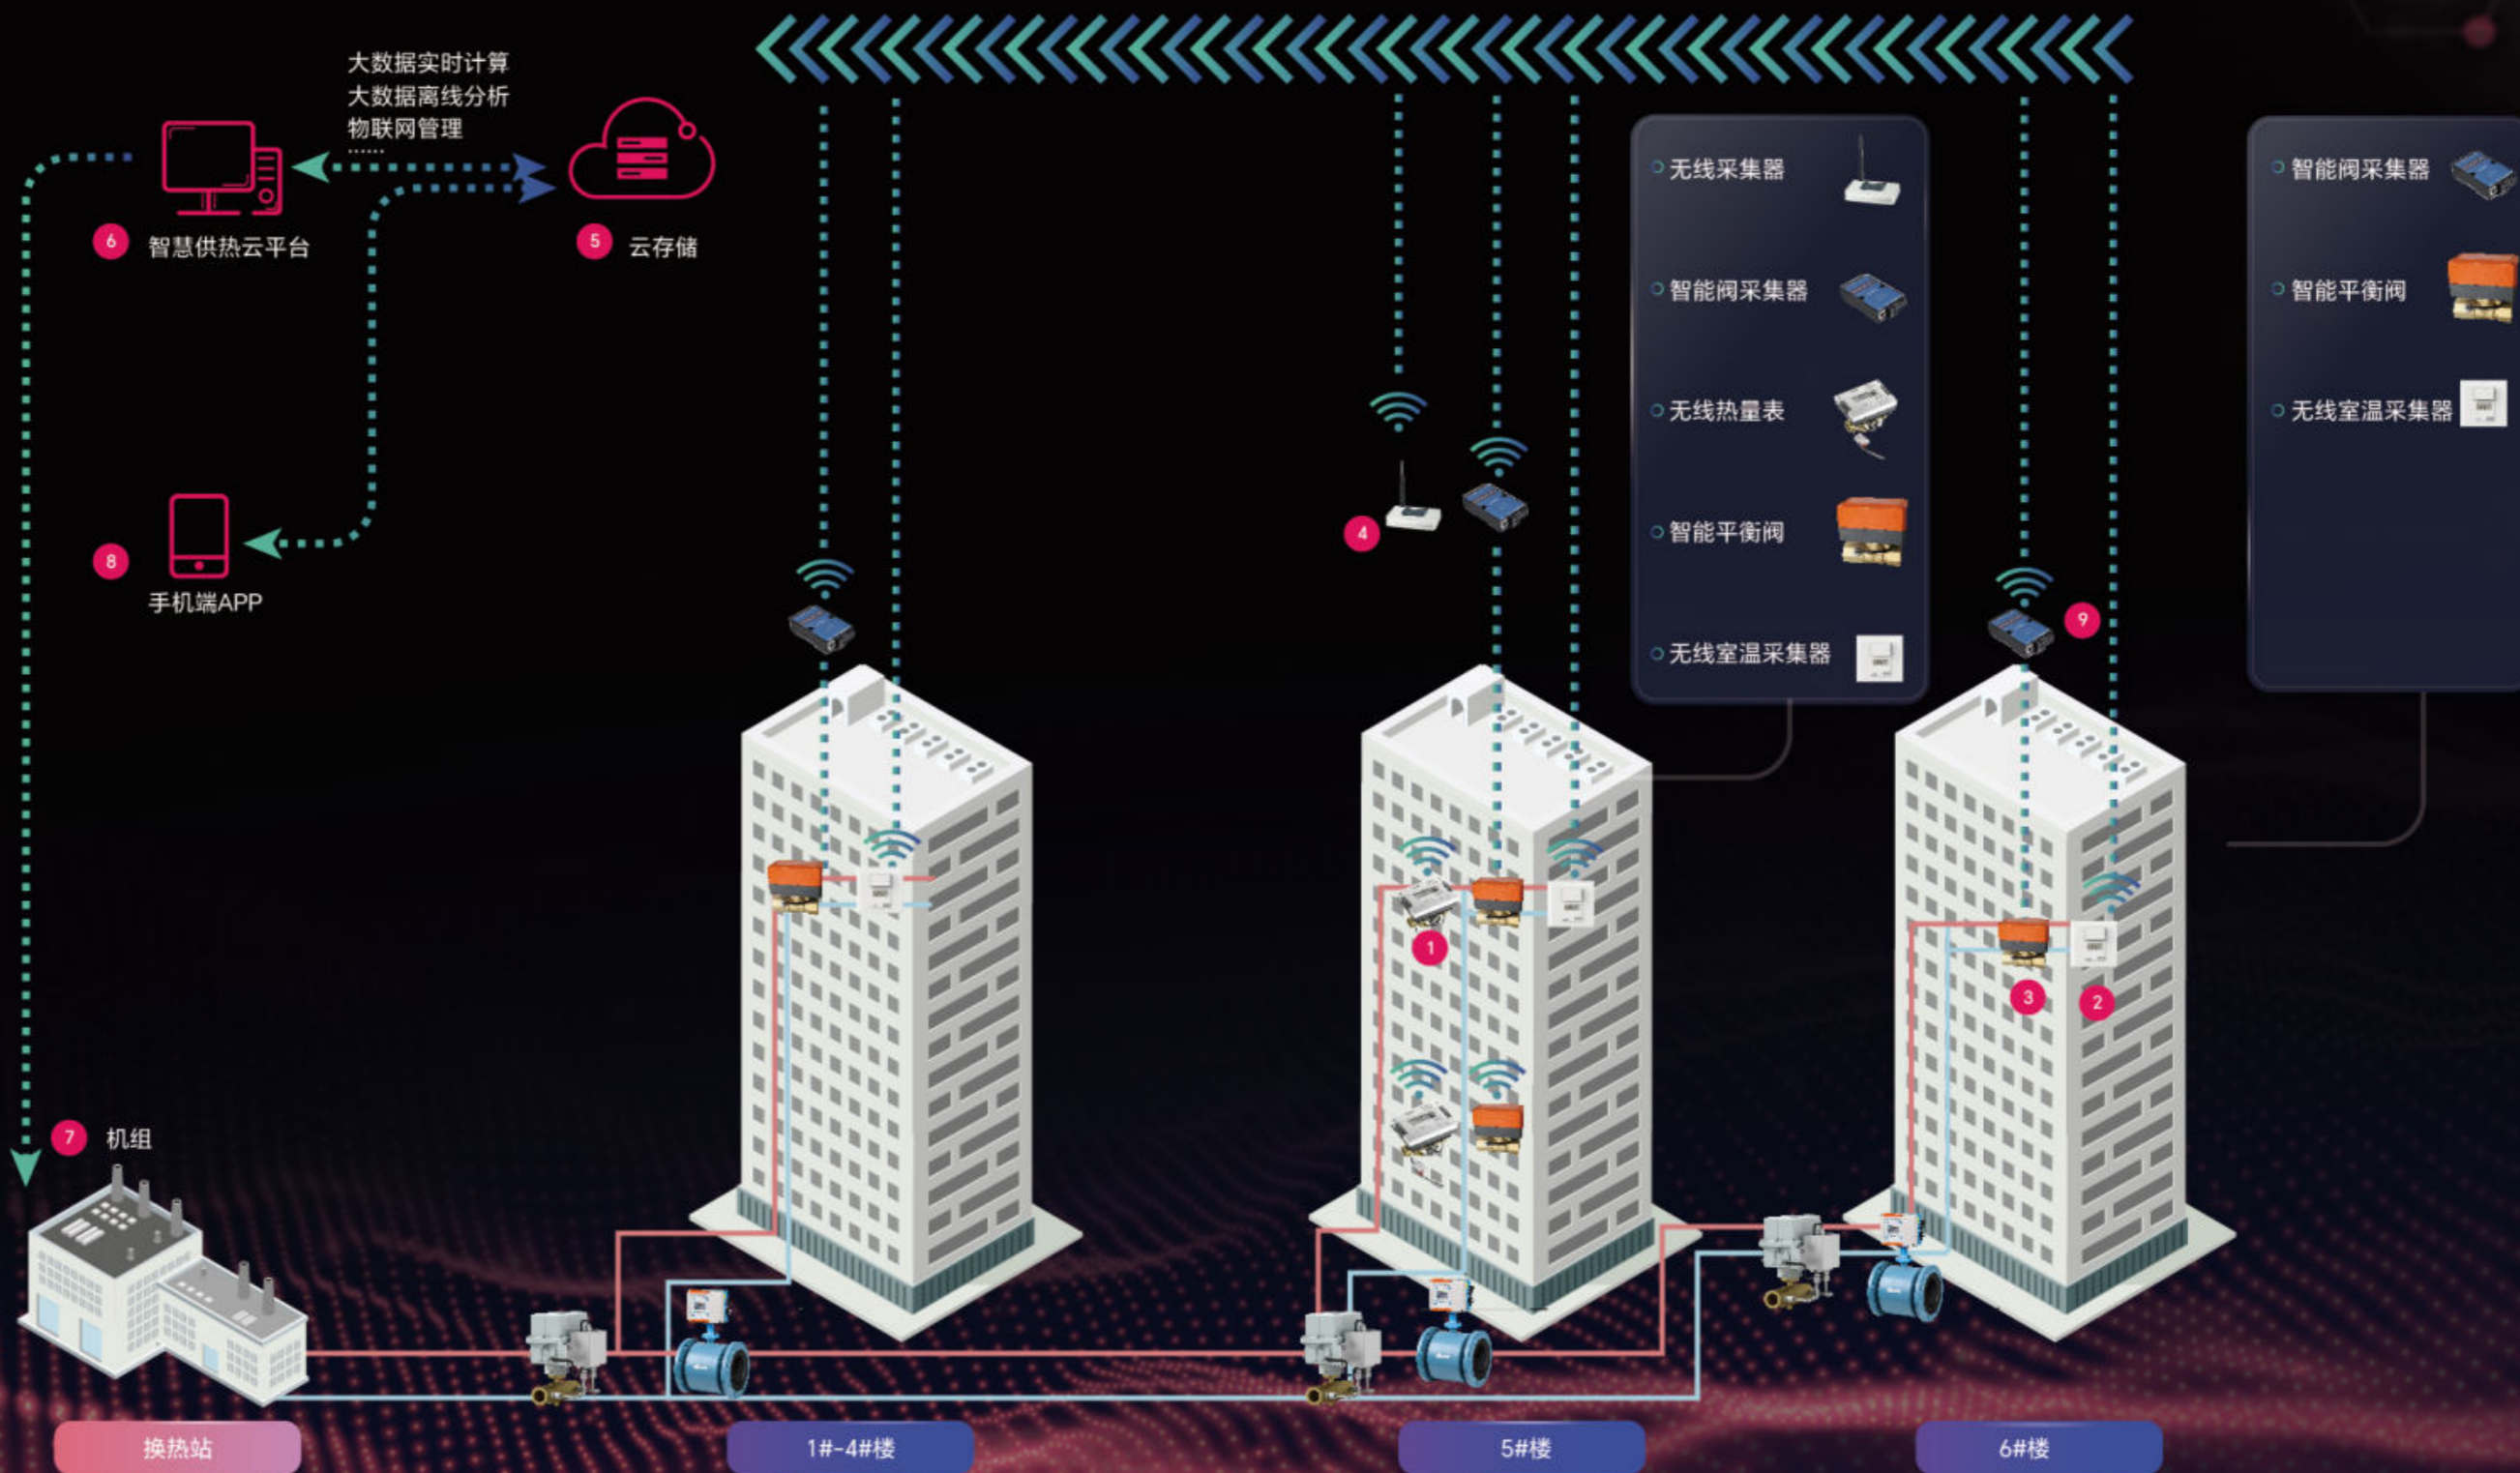 大数据实时计算
大数据离线分析
物联网管理
......
6 智慧供热云平台
5 云存储
无线采集器
智能阀采集器
无线热量表
智能平衡阀
无线室温采集器
智能阀采集器
智能平衡阀
无线室温采集器
4
8
手机端APP
9
1
3
2
7 机组
换热站
1#-4#楼
5#楼
6#楼